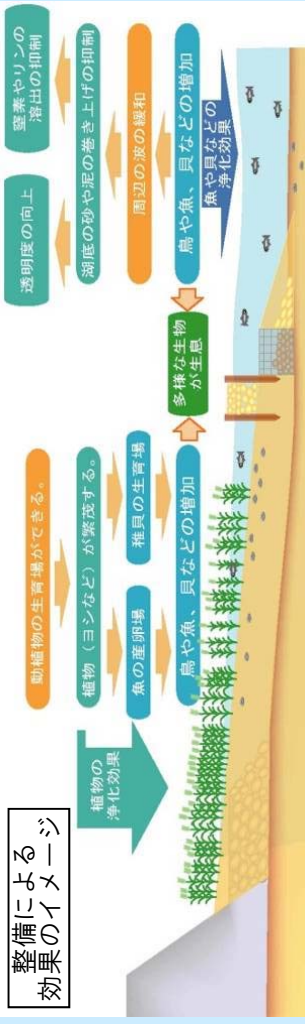 整備による
効果のイメージ
植物の
浄化効果
動植物の生育場ができる。
植物（ヨシなど）が繁茂する。
魚の産卵場
稚貝の生育場
鳥や魚、貝などの増加
多様な生物
が生息
窒素やリンの
溶出の抑制
透明度の向上
湖底の砂や泥の巻き上げの抑制
周辺の波の緩和
鳥や魚、貝などの増加
魚や貝などの
浄化効果